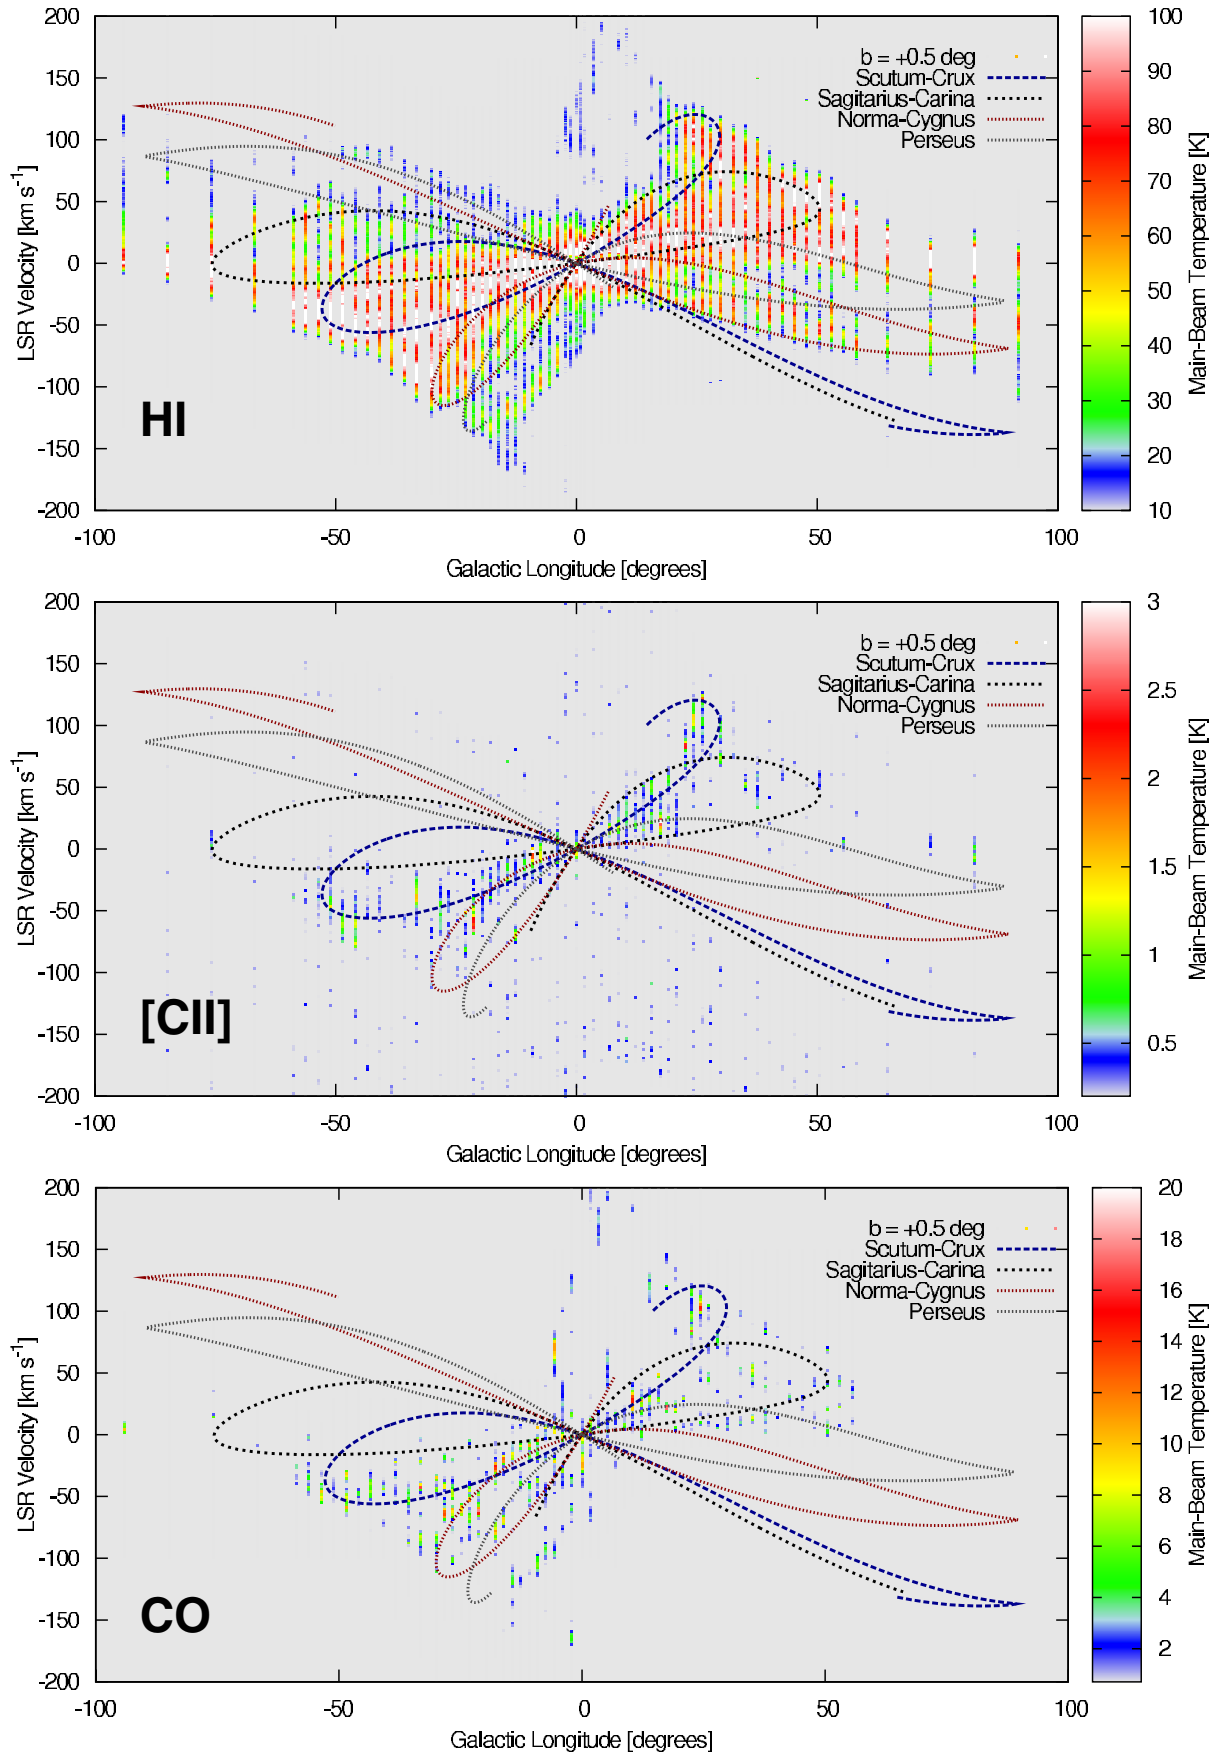 200
150
100
50
0
-50
-100
-150
-200
LSR Velocity [km s-1]
b = +0.5 deg
Scutum-Crux
Sagitarius-Carina
Norma-Cygnus
Perseus
HI
-100
-50
0
50
100
Galactic Longitude [degrees]
100
90
80
70
60
50
40
30
20
10
Main-Beam Temperature [K]
200
150
100
50
0
-50
-100
-150
-200
LSR Velocity [km s-1]
b = +0.5 deg
Scutum-Crux
Sagitarius-Carina
Norma-Cygnus
Perseus
[CII]
-100
-50
0
50
100
Galactic Longitude [degrees]
3
2.5
2
1.5
1
0.5
Main-Beam Temperature [K]
200
150
100
50
0
-50
-100
-150
-200
LSR Velocity [km s-1]
b = +0.5 deg
Scutum-Crux
Sagitarius-Carina
Norma-Cygnus
Perseus
CO
-100
-50
0
50
100
Galactic Longitude [degrees]
20
18
16
14
12
10
8
6
4
2
Main-Beam Temperature [K]